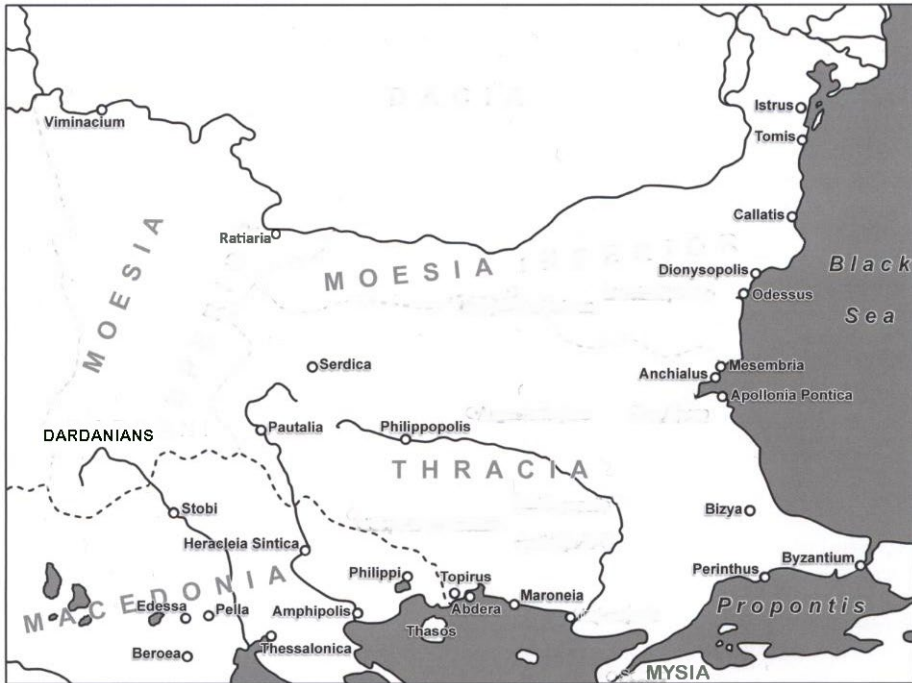 DACIA
Istrus
Viminacium
Tomis
Callatis
Ratiaria
MOESIA
MOESIA INFERIOR
Dionysopolis
Black
Sea
Odessus
Serdica
Mesembria
Anchialus
Apollonia Pontica
Pautalia
Philippopolis
DARDANIANS
THRACIA
Stobi
Bizya
Heracleia Sintica
Byzantium
Perinthus
Philippi
Topirus
Abdera
Maroneia
MACEDONIA
Edessa
Pella
Amphipolis
Thasos
Propontis
Beroea
Thessalonica
MYSIA